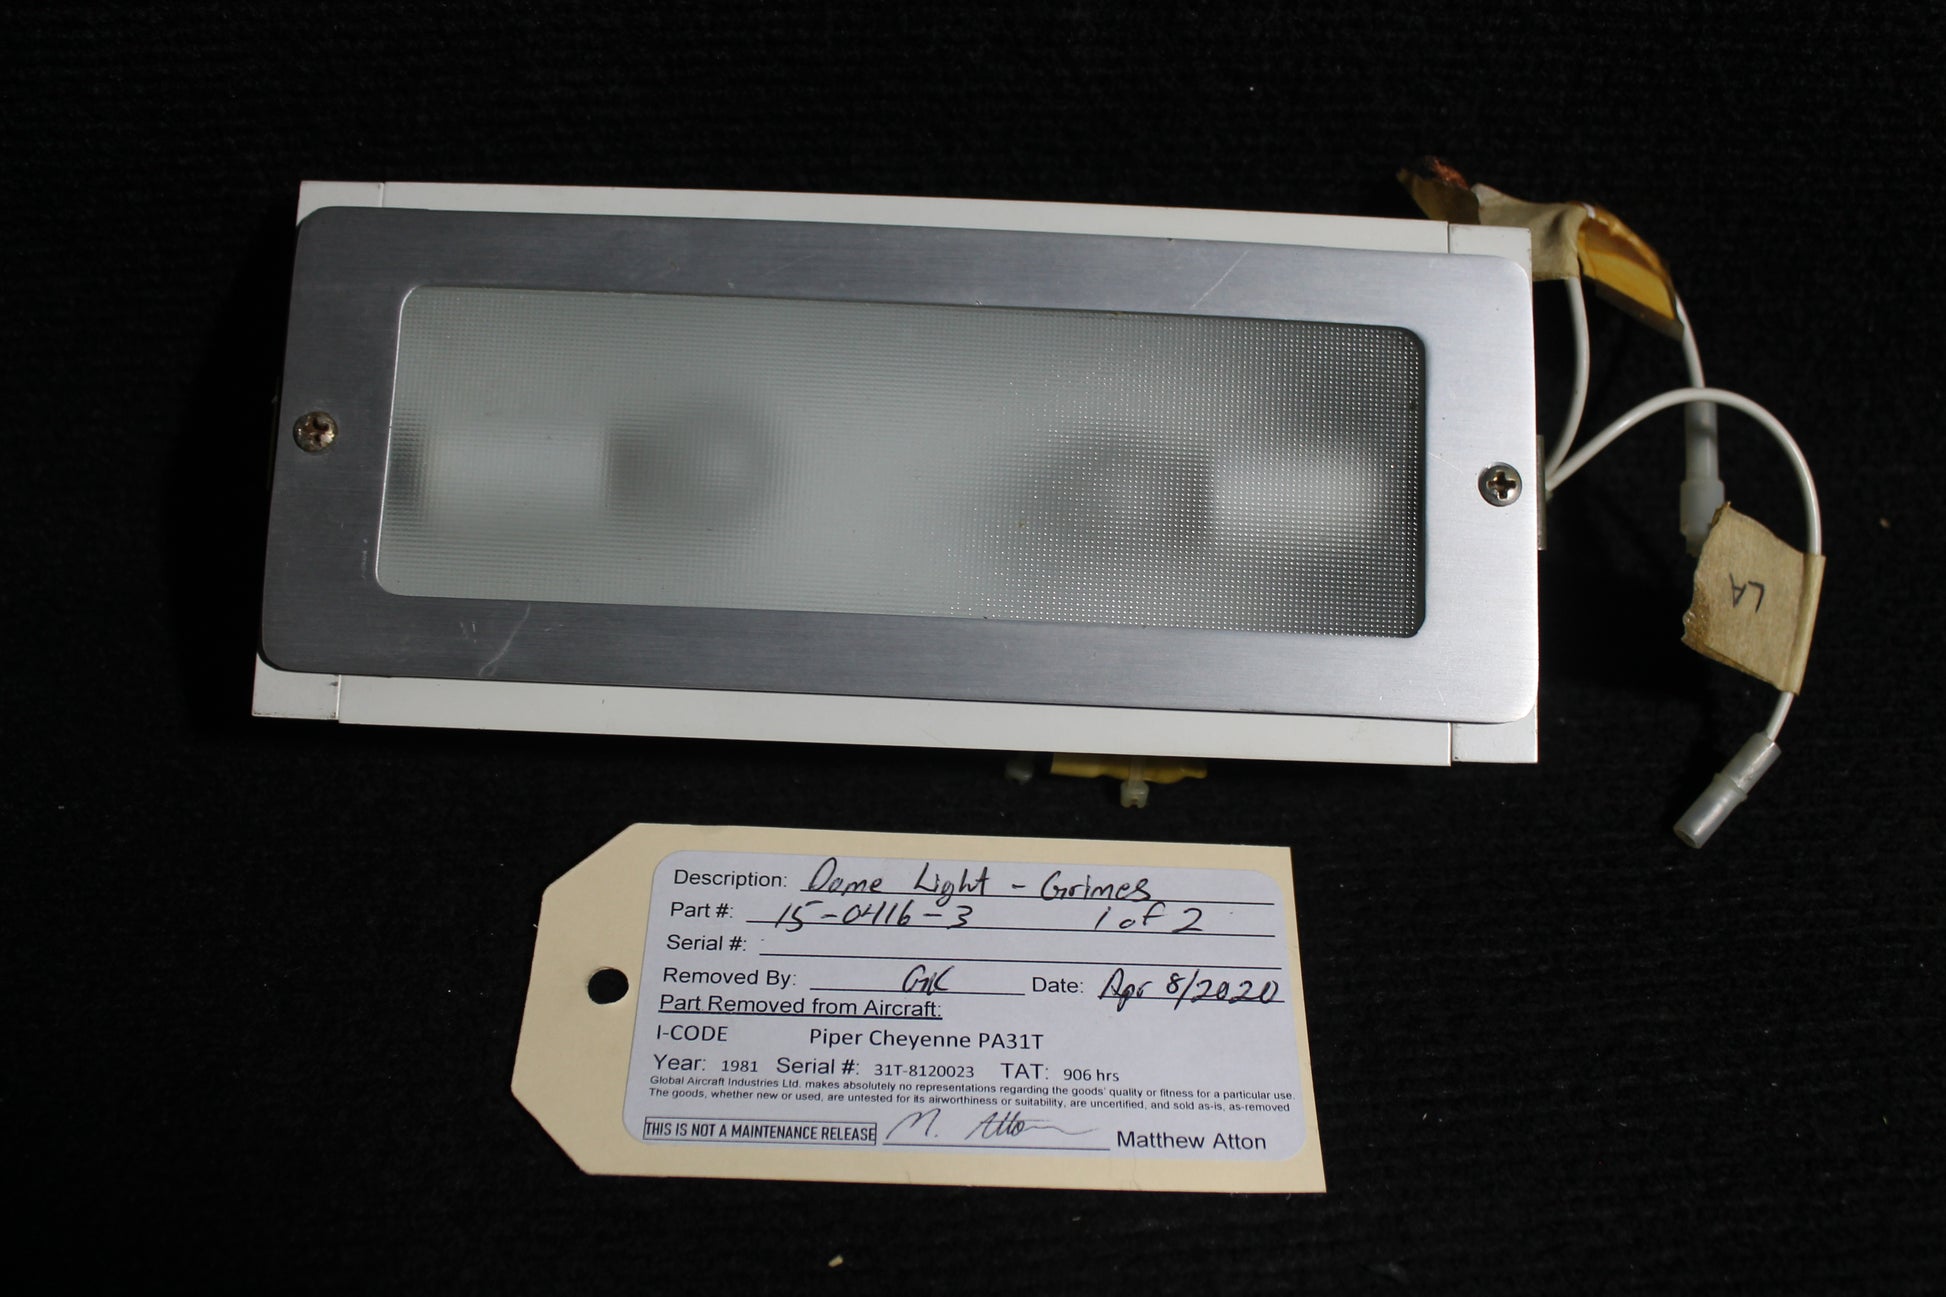 LA
Description: Dome Light - Grimes
Part #: 15-0416-3 1 of 2
Serial #:
Removed By: GK Date: Apr 8/2020
Part Removed from Aircraft:
I-CODE Piper Cheyenne PA31T
Year: 1981 Serial #: 31T-8120023 TAT: 906 hrs
Global Aircraft Industries Ltd. makes absolutely no representations regarding the goods' quality or fitness for a particular use.
The goods, whether new or used, are untested for its airworthiness or suitability, are uncertified, and sold as-is, as-removed
THIS IS NOT A MAINTENANCE RELEASE M. Atton Matthew Atton